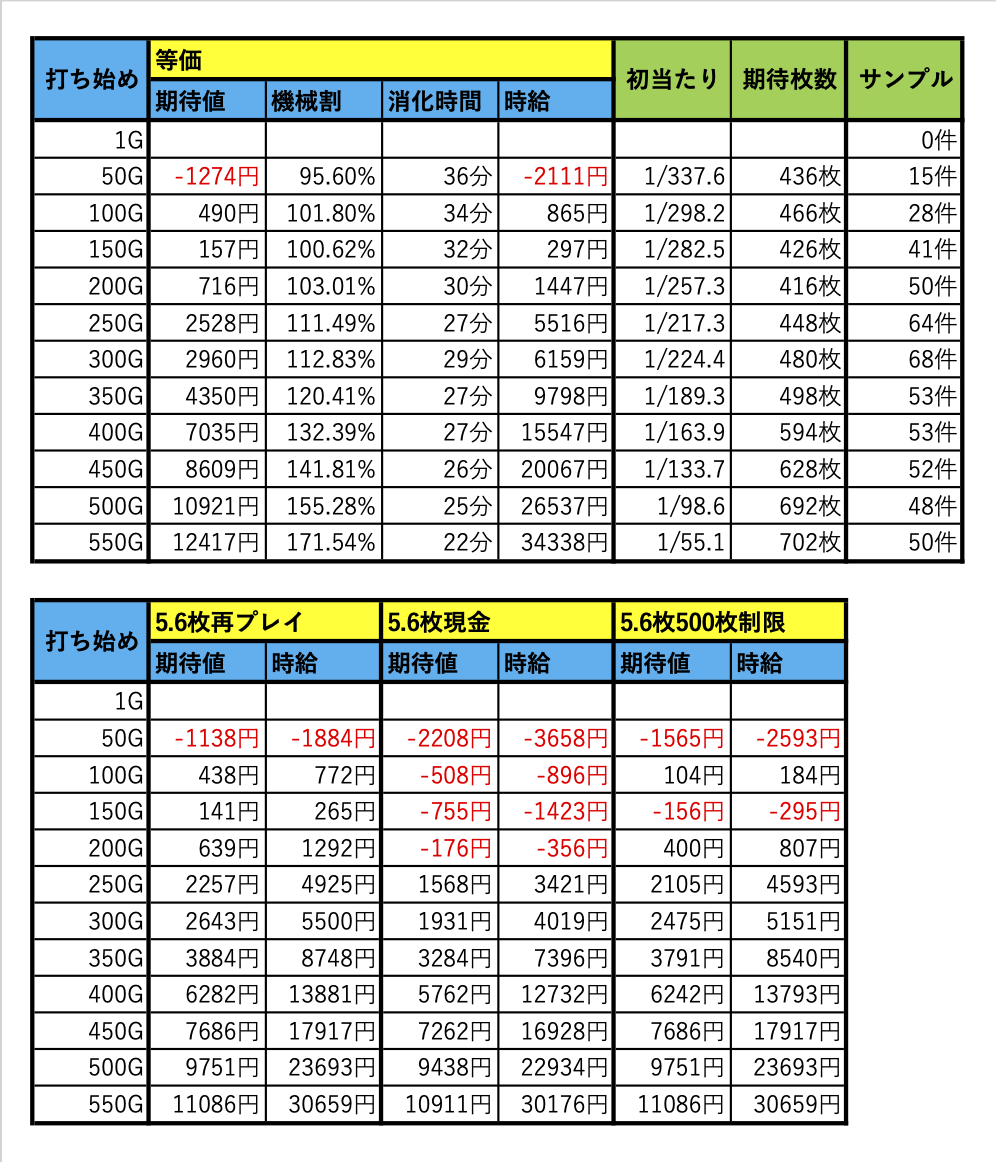 打ち始め 等価 初当たり 期待枚数 サンプル
期待値 機械割 消化時間 時給
1G 0件
50G -1274円 95.60% 36分 -2111円 1/337.6 436枚 15件
100G 490円 101.80% 34分 865円 1/298.2 466枚 28件
150G 157円 100.62% 32分 297円 1/282.5 426枚 41件
200G 716円 103.01% 30分 1447円 1/257.3 416枚 50件
250G 2528円 111.49% 27分 5516円 1/217.3 448枚 64件
300G 2960円 112.83% 29分 6159円 1/224.4 480枚 68件
350G 4350円 120.41% 27分 9798円 1/189.3 498枚 53件
400G 7035円 132.39% 27分 15547円 1/163.9 594枚 53件
450G 8609円 141.81% 26分 20067円 1/133.7 628枚 52件
500G 10921円 155.28% 25分 26537円 1/98.6 692枚 48件
550G 12417円 171.54% 22分 34338円 1/55.1 702枚 50件
打ち始め 5.6枚再プレイ 5.6枚現金 5.6枚500枚制限
期待値 時給 期待値 時給 期待値 時給
1G
50G -1138円 -1884円 -2208円 -3658円 -1565円 -2593円
100G 438円 772円 -508円 -896円 104円 184円
150G 141円 265円 -755円 -1423円 -156円 -295円
200G 639円 1292円 -176円 -356円 400円 807円
250G 2257円 4925円 1568円 3421円 2105円 4593円
300G 2643円 5500円 1931円 4019円 2475円 5151円
350G 3884円 8748円 3284円 7396円 3791円 8540円
400G 6282円 13881円 5762円 12732円 6242円 13793円
450G 7686円 17917円 7262円 16928円 7686円 17917円
500G 9751円 23693円 9438円 22934円 9751円 23693円
550G 11086円 30659円 10911円 30176円 11086円 30659円